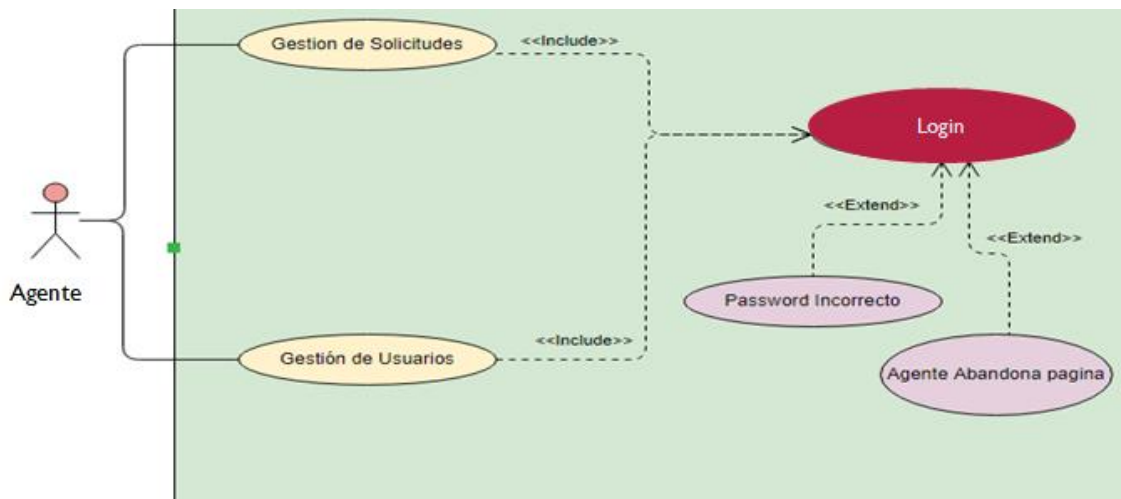 Gestion de Solicitudes
<<Include>>
Login
<<Extend>>
<<Extend>>
Agente
Password Incorrecto
<<Include>>
Gestión de Usuarios
Agente Abandona pagina